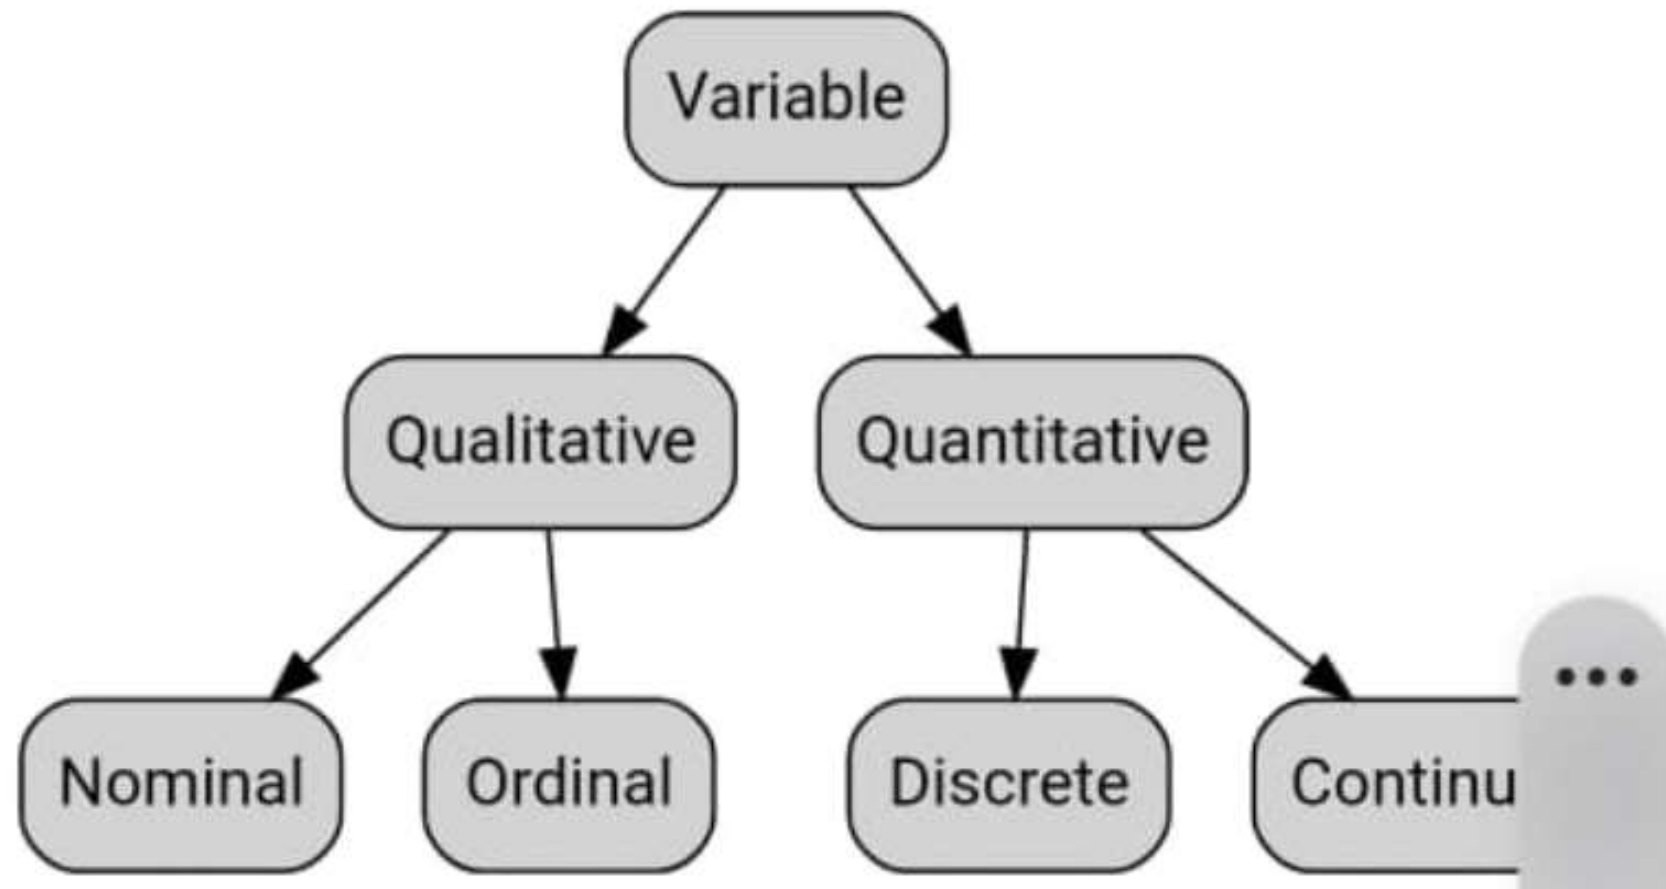 Variable
Qualitative
Quantitative
Nominal
Ordinal
Discrete
Continu